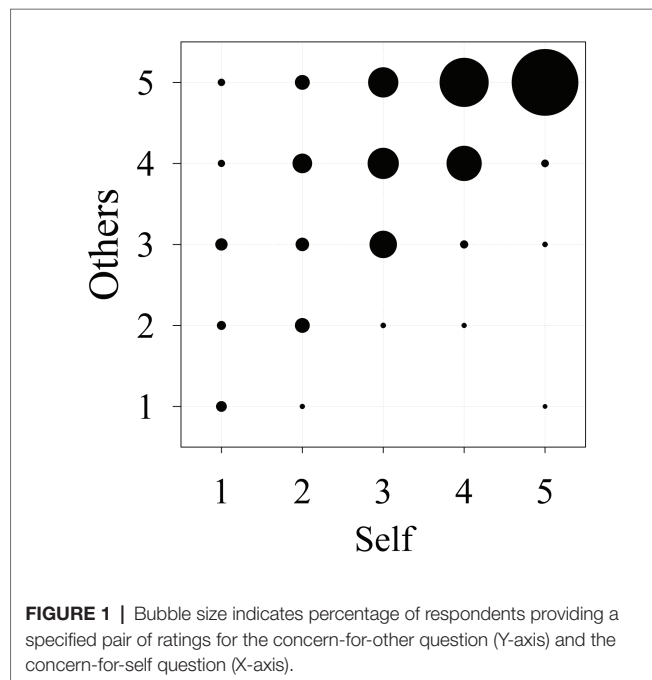 5
4
3
2
1
Others
1 2 3 4 5
Self
FIGURE 1 | Bubble size indicates percentage of respondents providing a
specified pair of ratings for the concern-for-other question (Y-axis) and the
concern-for-self question (X-axis).